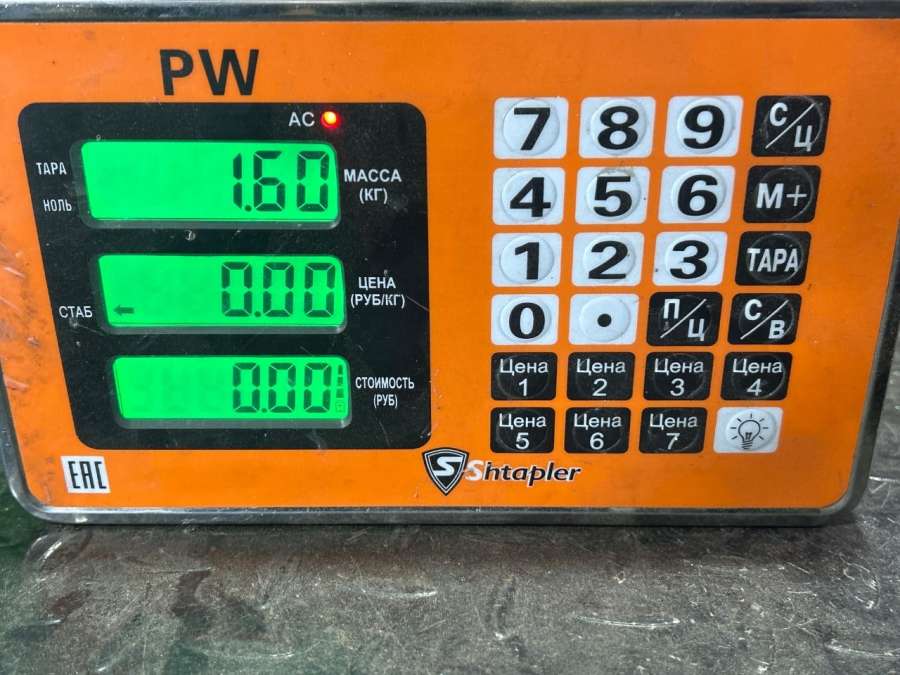 PW
AC
ТАРА
НОЛЬ
1.60
МАССА
(КГ)
СТАБ
0.00
ЦЕНА
(РУБ/КГ)
0.00
СТОИМОСТЬ
(РУБ)
7 8 9 С/Ц
4 5 6 М+
1 2 3 ТАРА
0 • П/Ц С/В
Цена 1 Цена 2 Цена 3 Цена 4
Цена 5 Цена 6 Цена 7
EAC
S Shtapler